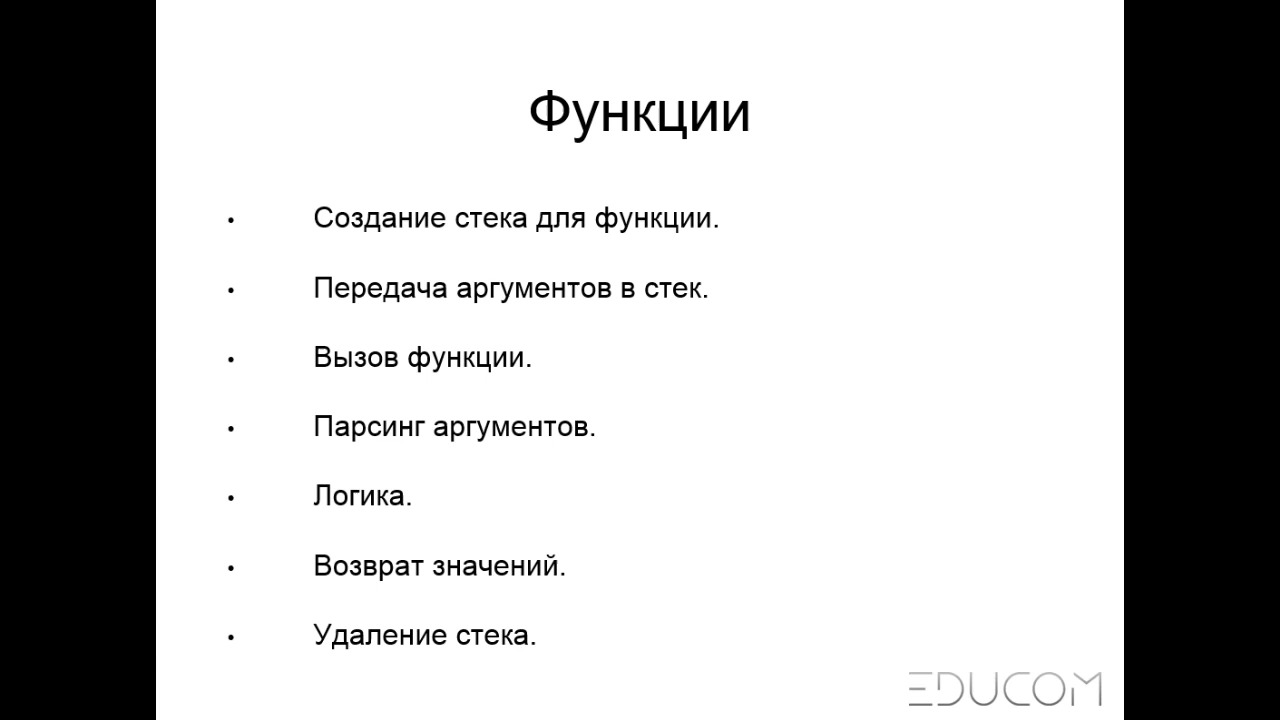 Функции
• Создание стека для функции.
• Передача аргументов в стек.
• Вызов функции.
• Парсинг аргументов.
• Логика.
• Возврат значений.
• Удаление стека.
EDUCOM